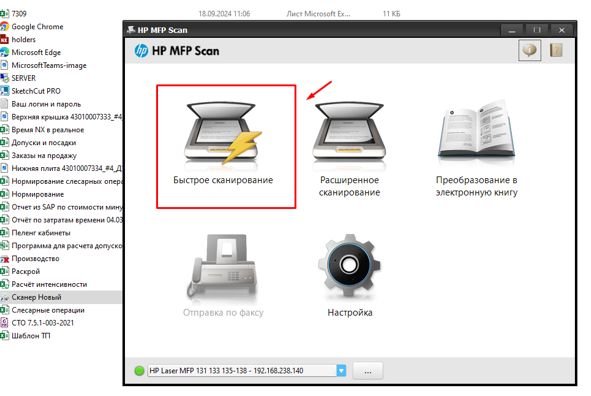 7309 18.09.2024 11:06 Лист Microsoft Ex... 11 КБ
Google Chrome
holders
Microsoft Edge
MicrosoftTeams-image
SERVER
SketchCut PRO
Ваш логин и пароль
Верхняя крышка 43010007333_#4
Время NX в реальное
Допуски и посадки
Заказы на продажу
Нижняя плита 43010007334_#4_Д
Нормирование слесарных опера
Нормирование
Отчет из SAP по стоимости мину
Отчёт по затратам времени 04.03
Пеленг кабинеты
Программа для расчета допуско
Производство
Раскрой
Расчёт интенсивности
Сканер Новый
Слесарные операции
СТО 7.5.1-003-2021
Шаблон ТП
HP MFP Scan
hp HP MFP Scan
Быстрое сканирование
Расширенное
сканирование
Преобразование в
электронную книгу
Отправка по факсу
Настройка
HP Laser MFP 131 133 135-138 - 192.168.238.140
...